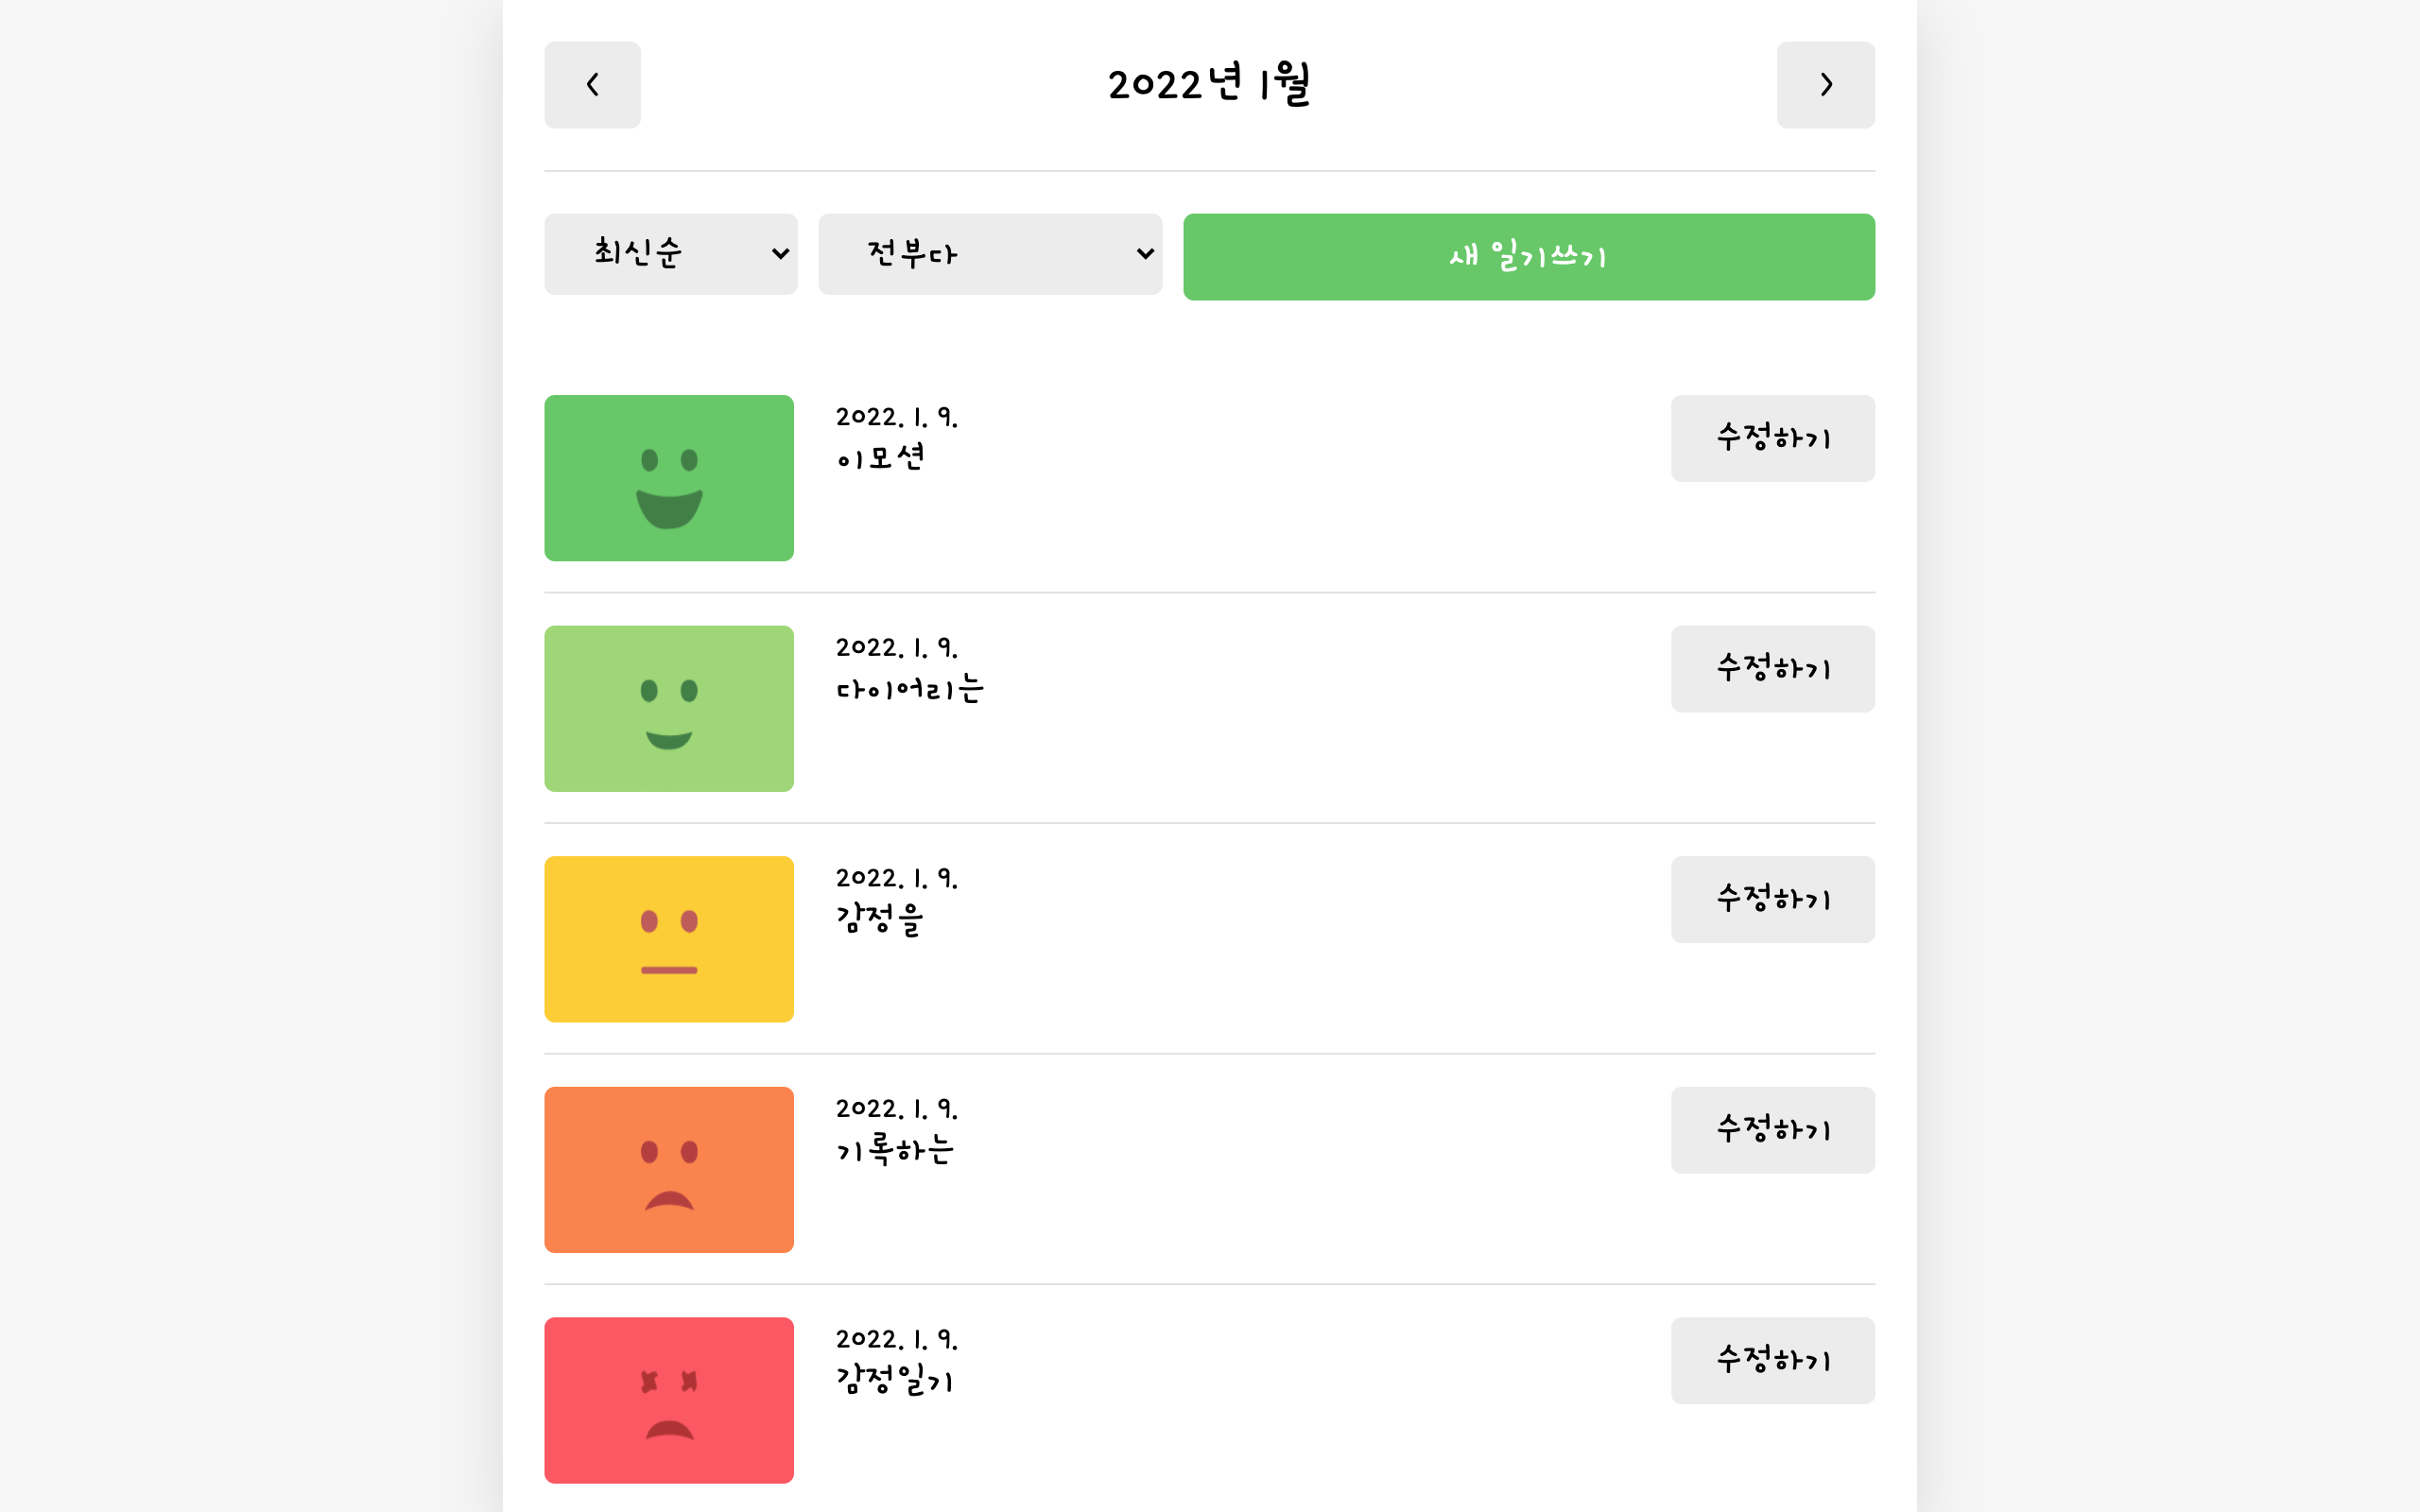 2022년 1월
최신순
전부다
새 일기쓰기
2022. 1. 9.
이모션
수정하기
2022. 1. 9.
다이어리는
수정하기
2022. 1. 9.
감정을
수정하기
2022. 1. 9.
기록하는
수정하기
2022. 1. 9.
감정일기
수정하기